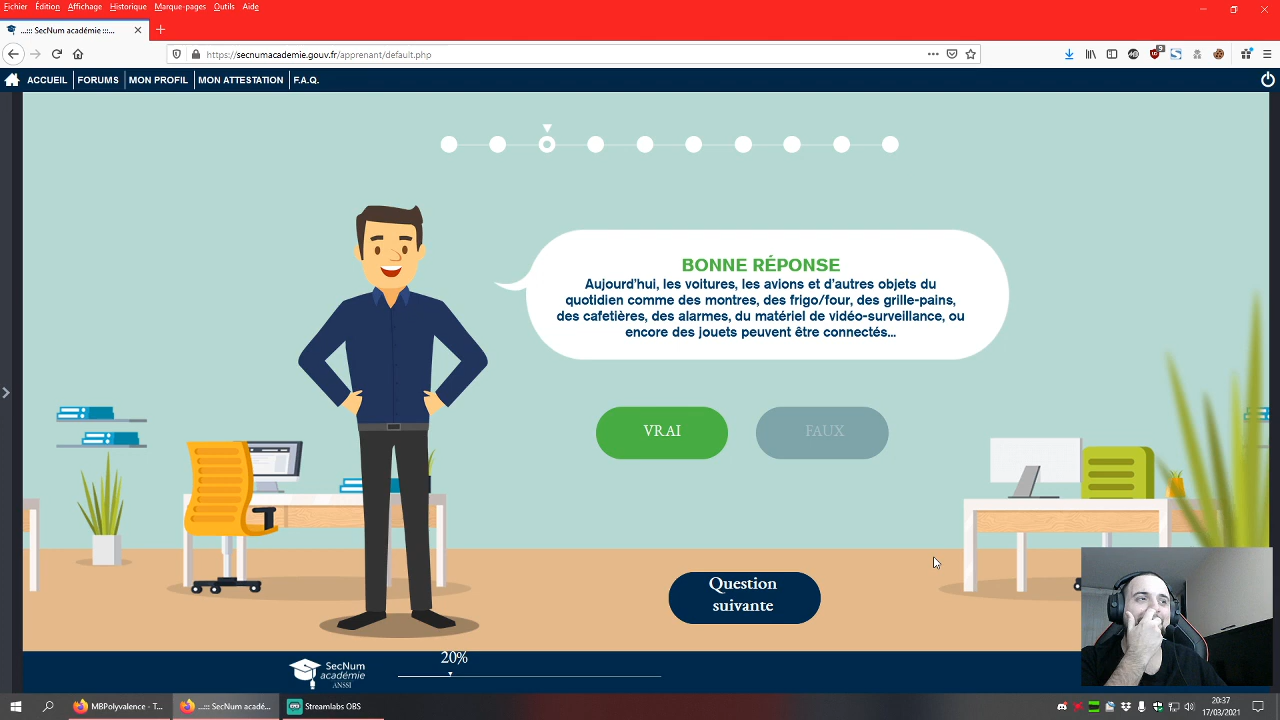 Fichier Édition Affichage Historique Marque-pages Outils Aide
...:: SecNum académie :::...
https://secnumacademie.gouv.fr/apprenant/default.php
ACCUEIL FORUMS MON PROFIL MON ATTESTATION F.A.Q.
BONNE RÉPONSE
Aujourd'hui, les voitures, les avions et d'autres objets du
quotidien comme des montres, des frigo/four, des grille-pains,
des cafetières, des alarmes, du matériel de vidéo-surveillance, ou
encore des jouets peuvent être connectés...
VRAI FAUX
Question
suivante
20%
SecNum
académie
ANSSI
MBPolyvalence - T... ...:: SecNum acadé... Streamlabs OBS
20:37
17/03/2021